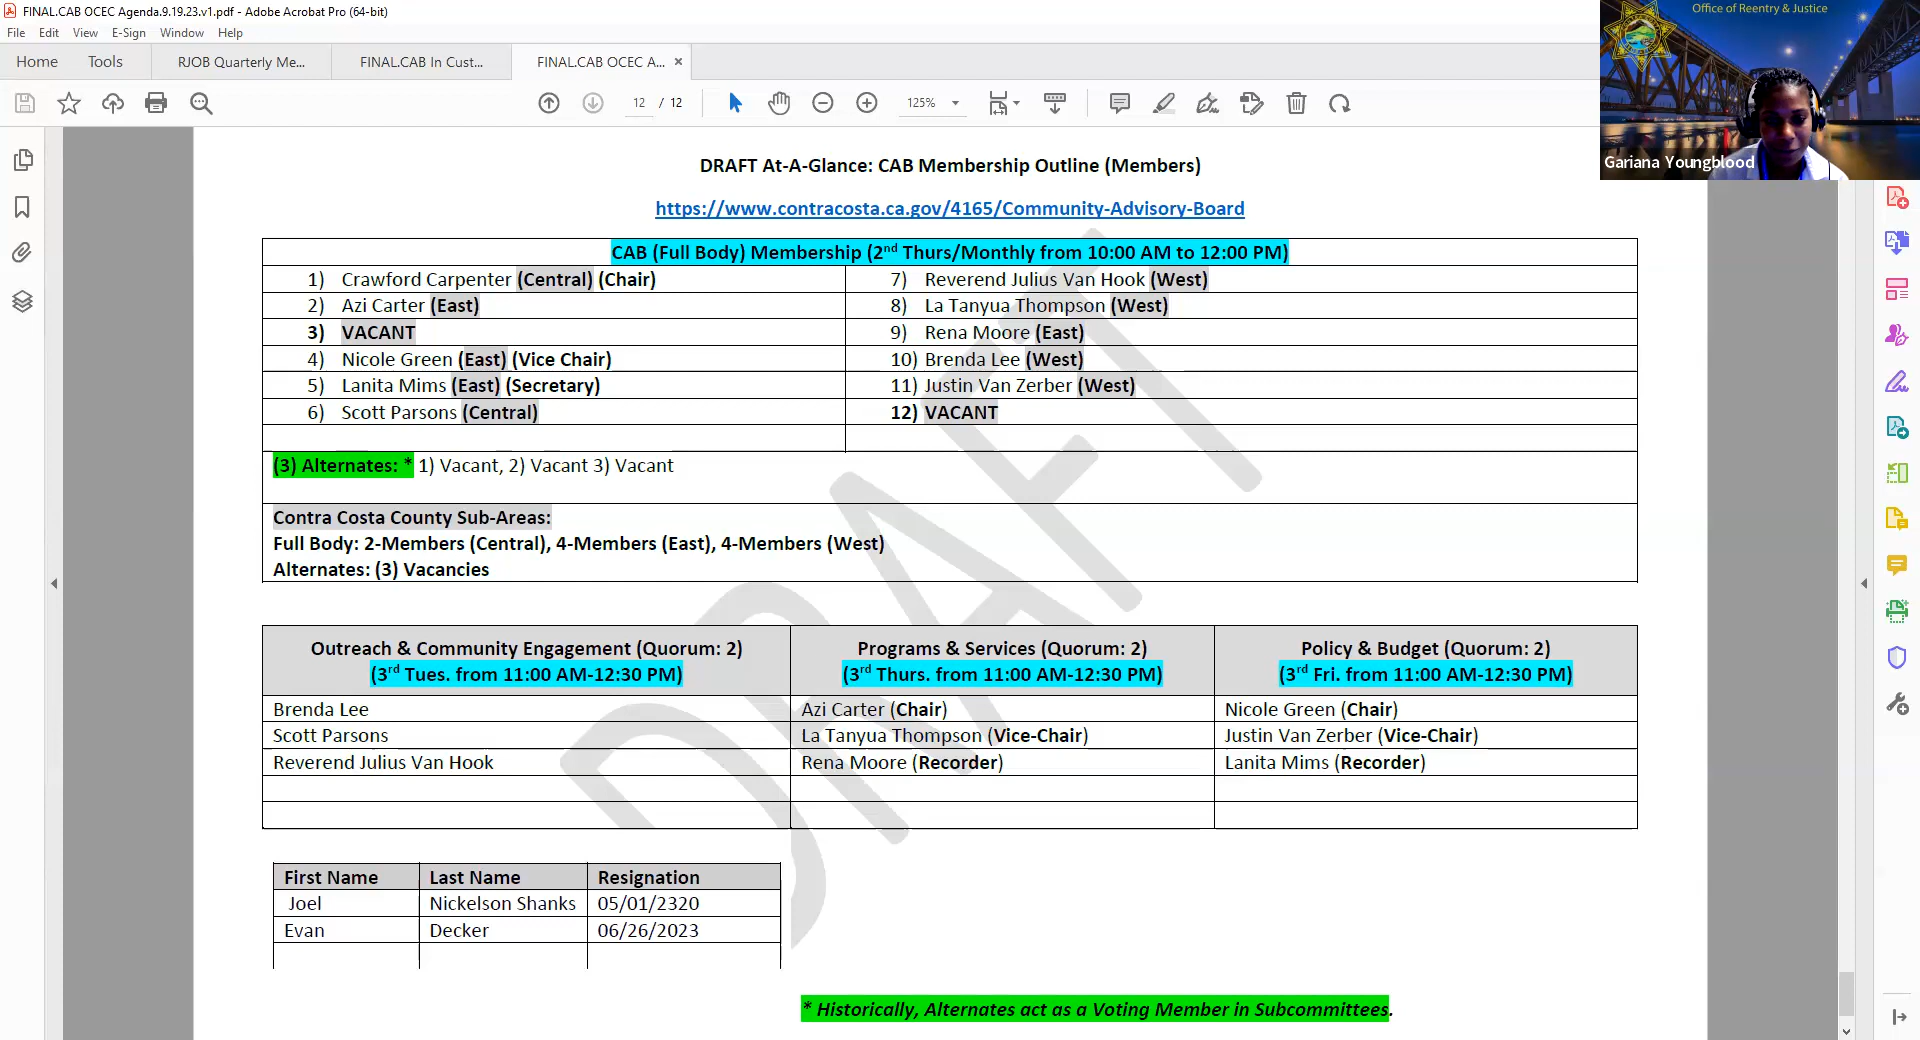 FINAL.CAB OCEC Agenda.9.19.23.v1.pdf - Adobe Acrobat Pro (64-bit)
File Edit View E-Sign Window Help
Home Tools RJOB Quarterly Me... FINAL.CAB In Cust... FINAL.CAB OCEC A... ×
12 / 12 125%
Office of Reentry & Justice
Gariana Youngblood
DRAFT At-A-Glance: CAB Membership Outline (Members)
https://www.contracosta.ca.gov/4165/Community-Advisory-Board
CAB (Full Body) Membership (2nd Thurs/Monthly from 10:00 AM to 12:00 PM)
1) Crawford Carpenter (Central) (Chair)
2) Azi Carter (East)
3) VACANT
4) Nicole Green (East) (Vice Chair)
5) Lanita Mims (East) (Secretary)
6) Scott Parsons (Central)
7) Reverend Julius Van Hook (West)
8) La Tanyua Thompson (West)
9) Rena Moore (East)
10) Brenda Lee (West)
11) Justin Van Zerber (West)
12) VACANT
(3) Alternates: * 1) Vacant, 2) Vacant 3) Vacant
Contra Costa County Sub-Areas:
Full Body: 2-Members (Central), 4-Members (East), 4-Members (West)
Alternates: (3) Vacancies
Outreach & Community Engagement (Quorum: 2)
(3rd Tues. from 11:00 AM-12:30 PM)
Brenda Lee
Scott Parsons
Reverend Julius Van Hook
Programs & Services (Quorum: 2)
(3rd Thurs. from 11:00 AM-12:30 PM)
Azi Carter (Chair)
La Tanyua Thompson (Vice-Chair)
Rena Moore (Recorder)
Policy & Budget (Quorum: 2)
(3rd Fri. from 11:00 AM-12:30 PM)
Nicole Green (Chair)
Justin Van Zerber (Vice-Chair)
Lanita Mims (Recorder)
First Name Last Name Resignation
Joel Nickelson Shanks 05/01/2320
Evan Decker 06/26/2023
* Historically, Alternates act as a Voting Member in Subcommittees.
DRAFT